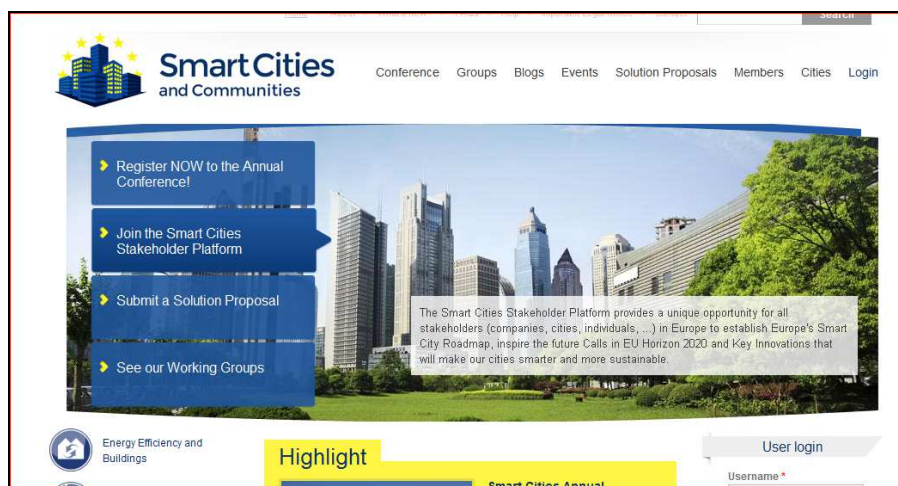 Search
Smart Cities
and Communities
Conference Groups Blogs Events Solution Proposals Members Cities Login
Register NOW to the Annual
Conference!
Join the Smart Cities
Stakeholder Platform
Submit a Solution Proposal
See our Working Groups
The Smart Cities Stakeholder Platform provides a unique opportunity for all
stakeholders (companies, cities, individuals, ...) in Europe to establish Europe's Smart
City Roadmap, inspire the future Calls in EU Horizon 2020 and Key Innovations that
will make our cities smarter and more sustainable.
Energy Efficiency and
Buildings
Highlight
Smart Cities Annual
User login
Username *